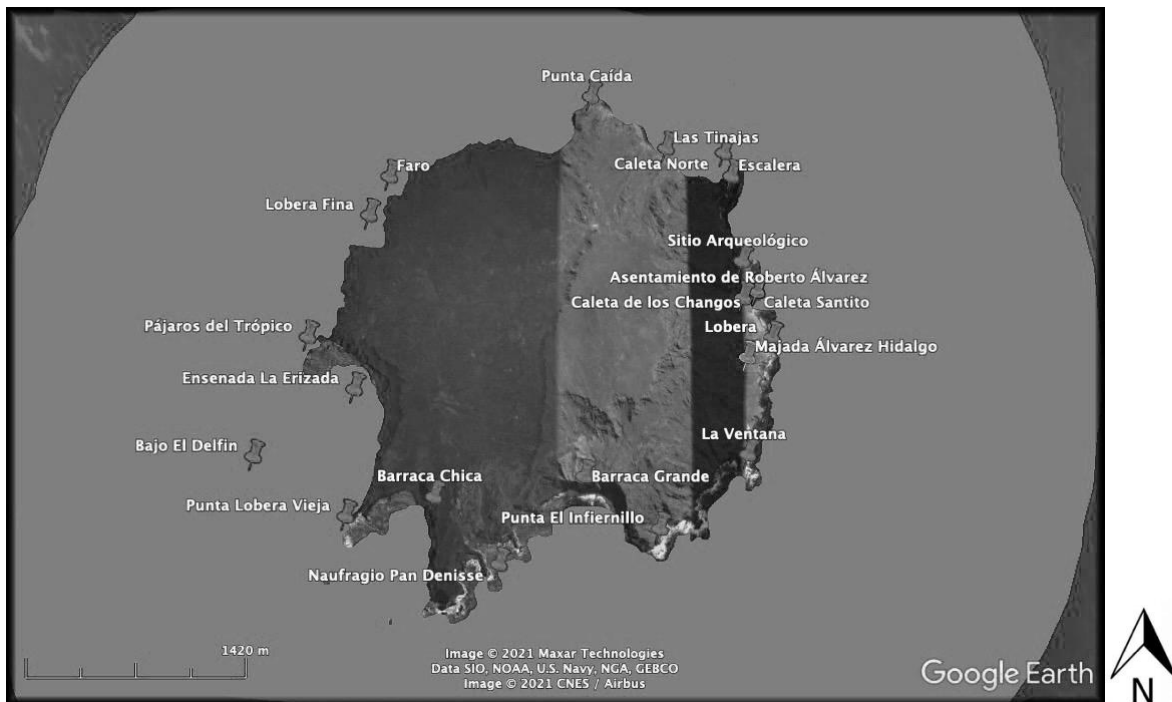 Punta Caída
Las Tinajas
Faro
Caleta Norte
Escalera
Lobera Fina
Sitio Arqueológico
Asentamiento de Roberto Álvarez
Caleta de los Changos
Caleta Santito
Pájaros del Trópico
Lobera
Majada Álvarez Hidalgo
Ensenada La Erizada
La Ventana
Bajo El Delfin
Barraca Chica
Barraca Grande
Punta Lobera Vieja
Punta El Infiernillo
Naufragio Pan Denisse
1420 m
Image © 2021 Maxar Technologies
Data SIO, NOAA, U.S. Navy, NGA, GEBCO
Image © 2021 CNES / Airbus
Google Earth
N